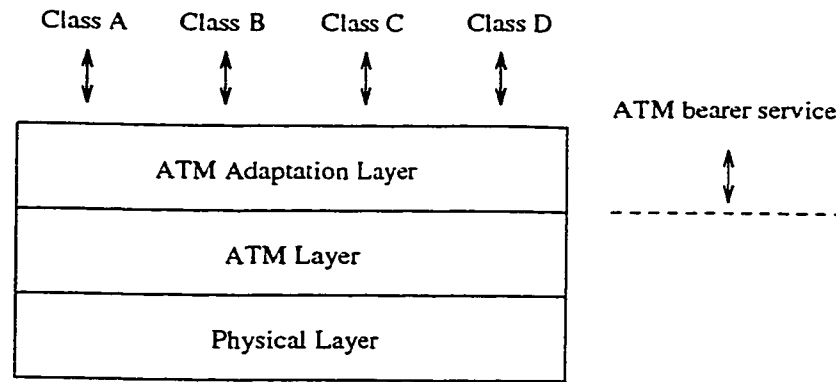 Class A Class B Class C Class D
ATM bearer service
ATM Adaptation Layer
ATM Layer
Physical Layer